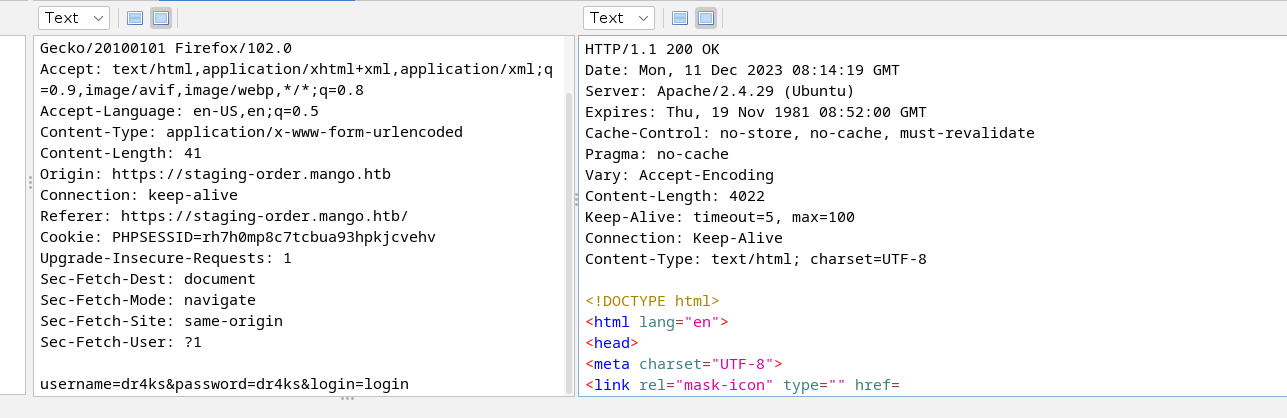 Text
Gecko/20100101 Firefox/102.0
Accept: text/html,application/xhtml+xml,application/xml;q
=0.9,image/avif,image/webp,*/*;q=0.8
Accept-Language: en-US,en;q=0.5
Content-Type: application/x-www-form-urlencoded
Content-Length: 41
Origin: https://staging-order.mango.htb
Connection: keep-alive
Referer: https://staging-order.mango.htb/
Cookie: PHPSESSID=rh7h0mp8c7tcbua93hpkjcvehv
Upgrade-Insecure-Requests: 1
Sec-Fetch-Dest: document
Sec-Fetch-Mode: navigate
Sec-Fetch-Site: same-origin
Sec-Fetch-User: ?1
username=dr4ks&password=dr4ks&login=login
Text
HTTP/1.1 200 OK
Date: Mon, 11 Dec 2023 08:14:19 GMT
Server: Apache/2.4.29 (Ubuntu)
Expires: Thu, 19 Nov 1981 08:52:00 GMT
Cache-Control: no-store, no-cache, must-revalidate
Pragma: no-cache
Vary: Accept-Encoding
Content-Length: 4022
Keep-Alive: timeout=5, max=100
Connection: Keep-Alive
Content-Type: text/html; charset=UTF-8
<!DOCTYPE html>
<html lang="en">
<head>
<meta charset="UTF-8">
<link rel="mask-icon" type="" href=